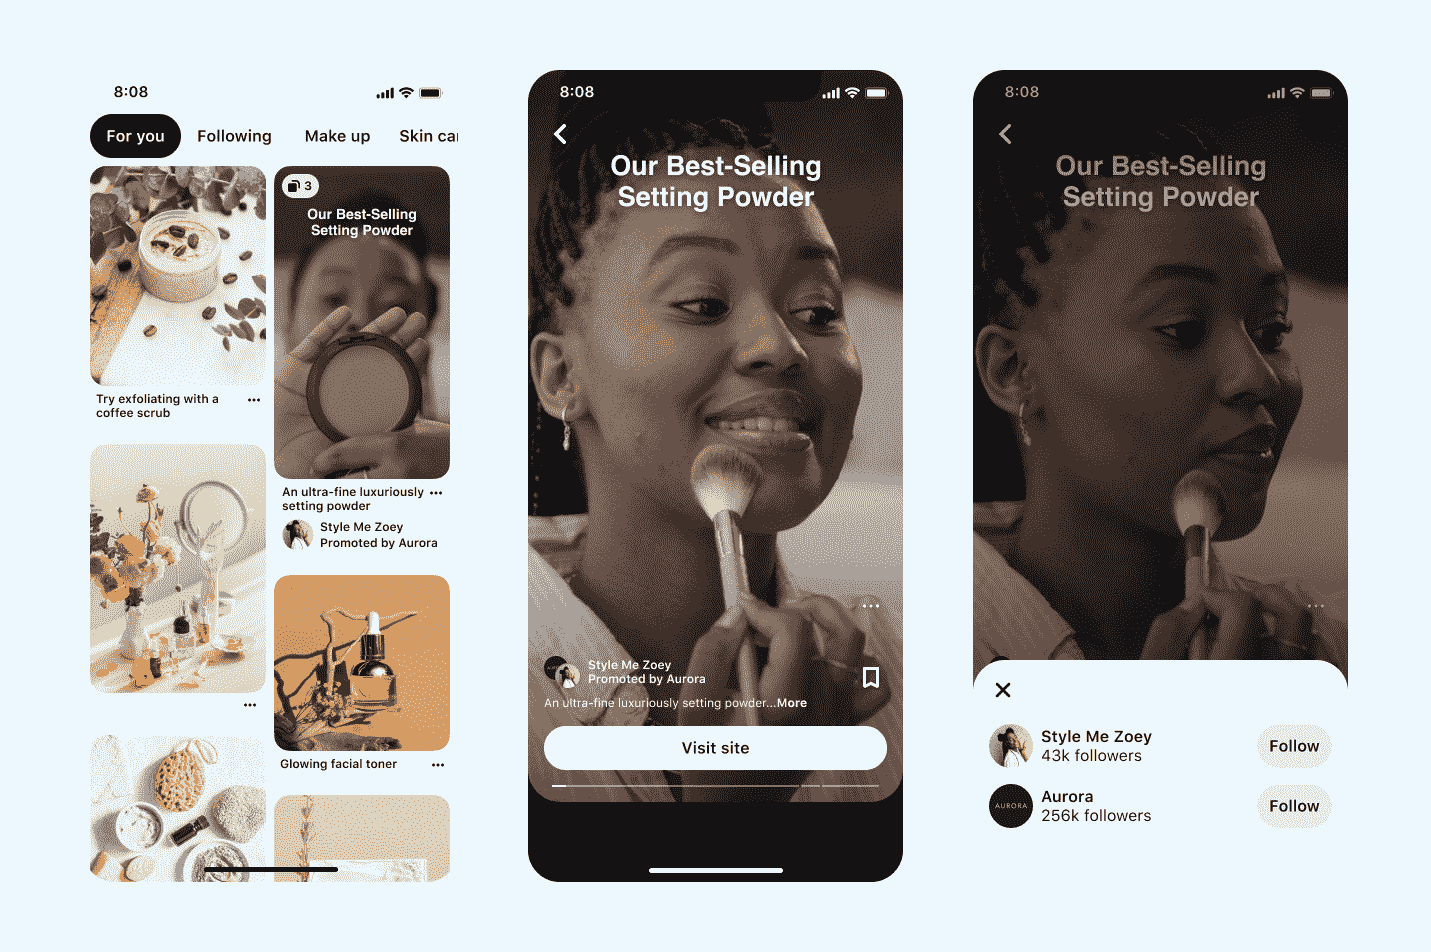 8:08
For you
Following
Make up
Skin car
3
Our Best-Selling
Setting Powder
Try exfoliating with a
coffee scrub
An ultra-fine luxuriously
setting powder
Style Me Zoey
Promoted by Aurora
Glowing facial toner
8:08
Our Best-Selling
Setting Powder
Style Me Zoey
Promoted by Aurora
An ultra-fine luxuriously setting powder...More
Visit site
8:08
Our Best-Selling
Setting Powder
Style Me Zoey
43k followers
Follow
AURORA
Aurora
256k followers
Follow